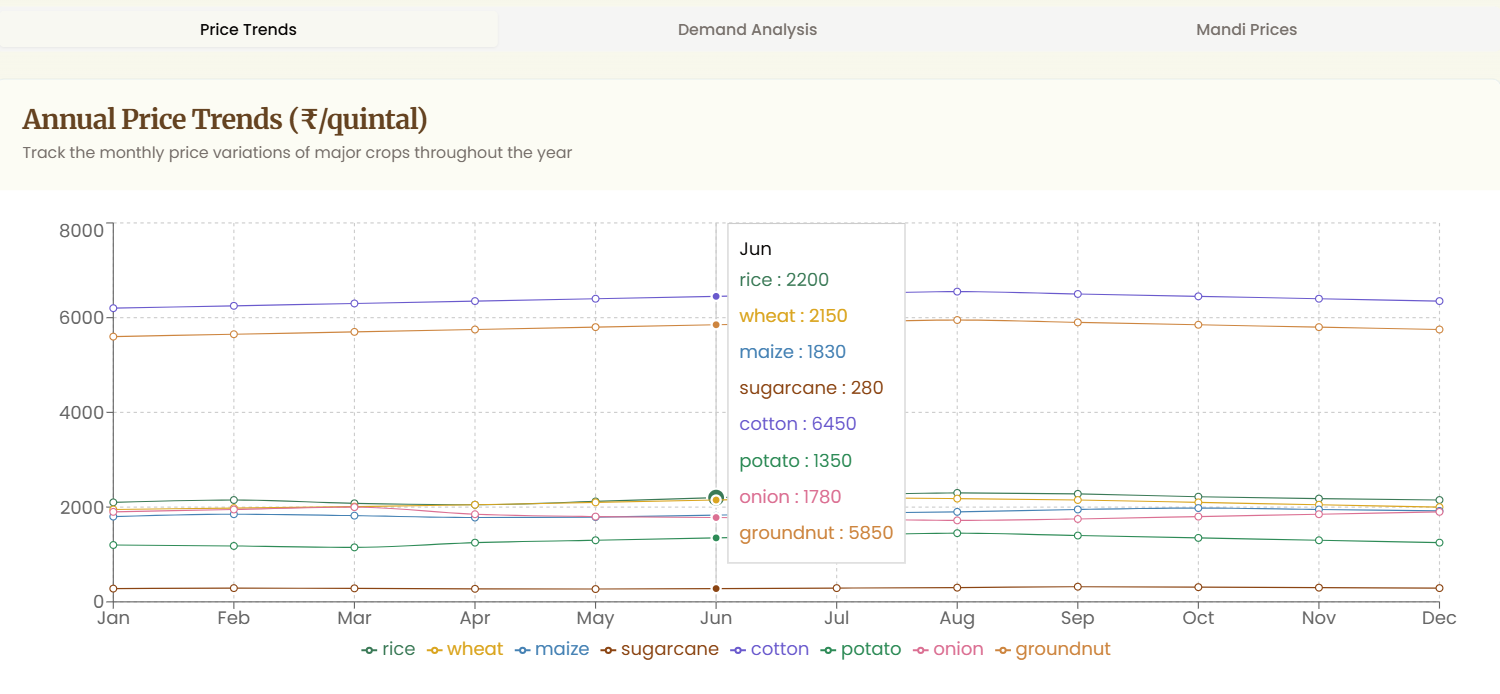 Price Trends
Demand Analysis
Mandi Prices
Annual Price Trends (₹/quintal)
Track the monthly price variations of major crops throughout the year
8000
6000
4000
2000
0
Jun
rice : 2200
wheat : 2150
maize : 1830
sugarcane : 280
cotton : 6450
potato : 1350
onion : 1780
groundnut : 5850
Jan Feb Mar Apr May Jun Jul Aug Sep Oct Nov Dec
rice wheat maize sugarcane cotton potato onion groundnut